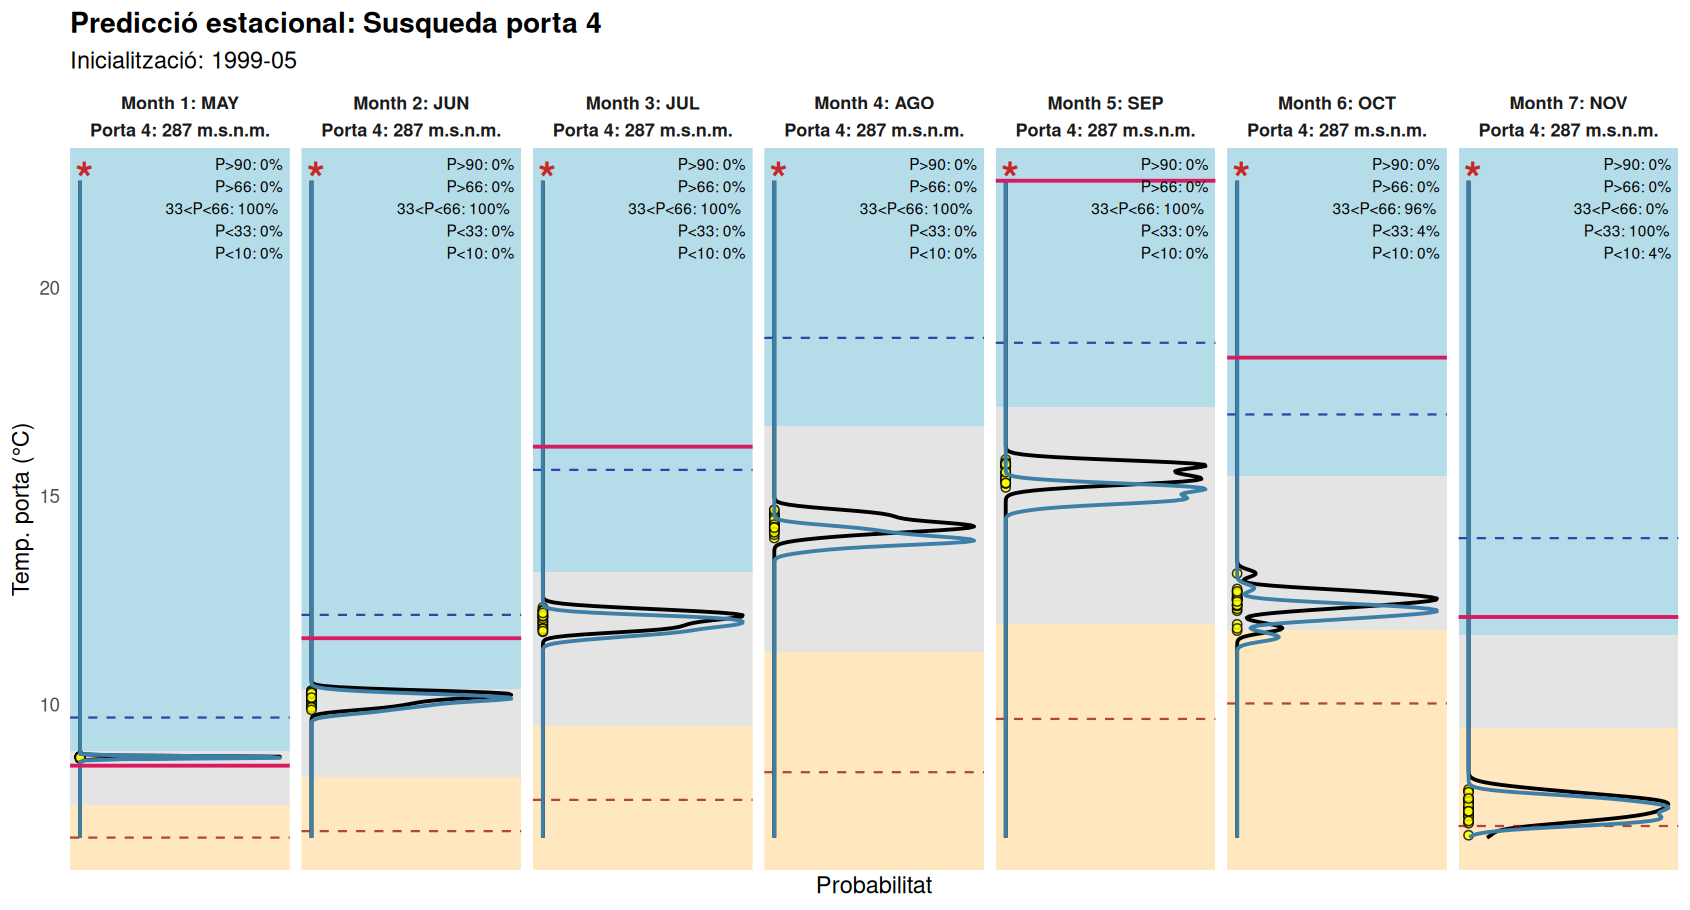 Predicció estacional: Susqueda porta 4
Inicialització: 1999-05
Month 1: MAY
Porta 4: 287 m.s.n.m.
Month 2: JUN
Porta 4: 287 m.s.n.m.
Month 3: JUL
Porta 4: 287 m.s.n.m.
Month 4: AGO
Porta 4: 287 m.s.n.m.
Month 5: SEP
Porta 4: 287 m.s.n.m.
Month 6: OCT
Porta 4: 287 m.s.n.m.
Month 7: NOV
Porta 4: 287 m.s.n.m.
*
P>90: 0%
P>66: 0%
33<P<66: 100%
P<33: 0%
P<10: 0%
*
P>90: 0%
P>66: 0%
33<P<66: 100%
P<33: 0%
P<10: 0%
*
P>90: 0%
P>66: 0%
33<P<66: 100%
P<33: 0%
P<10: 0%
*
P>90: 0%
P>66: 0%
33<P<66: 100%
P<33: 0%
P<10: 0%
*
P>90: 0%
P>66: 0%
33<P<66: 100%
P<33: 0%
P<10: 0%
*
P>90: 0%
P>66: 0%
33<P<66: 96%
P<33: 4%
P<10: 0%
*
P>90: 0%
P>66: 0%
33<P<66: 0%
P<33: 100%
P<10: 4%
20
15
10
Temp. porta (°C)
Probabilitat